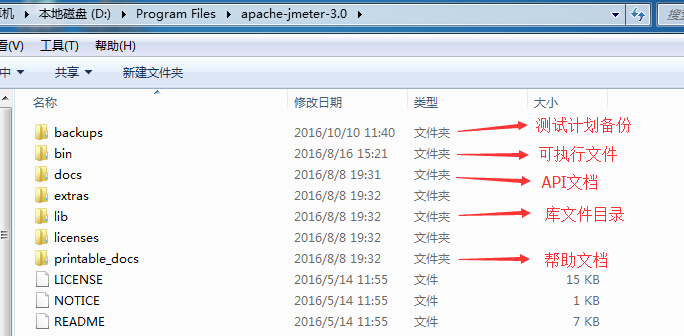 算机 ▸ 本地磁盘 (D:) ▸ Program Files ▸ apache-jmeter-3.0 ▸ 搜索
看(V) 工具(T) 帮助(H)
中 ▾ 共享 ▾ 新建文件夹
名称 修改日期 类型 大小
backups 2016/10/10 11:40 文件夹 测试计划备份
bin 2016/8/16 15:21 文件夹 可执行文件
docs 2016/8/8 19:31 文件夹 API文档
extras 2016/8/8 19:32 文件夹
lib 2016/8/8 19:32 文件夹 库文件目录
licenses 2016/8/8 19:32 文件夹
printable_docs 2016/8/8 19:32 文件夹 帮助文档
LICENSE 2016/5/14 11:55 文件 15 KB
NOTICE 2016/5/14 11:55 文件 1 KB
README 2016/5/14 11:55 文件 7 KB